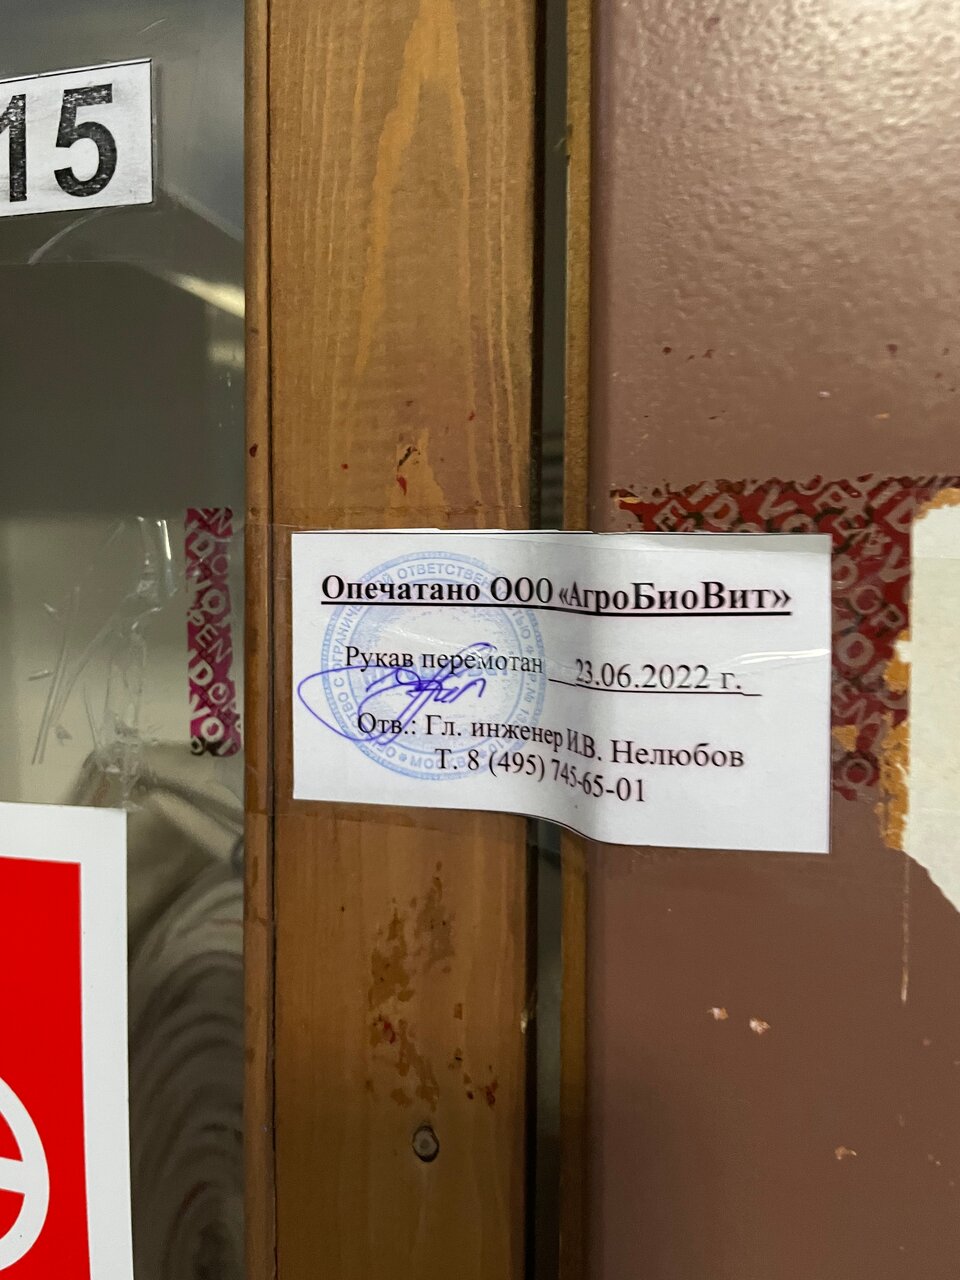 15
Опечатано ООО «АгроБиоВит»
Рукав перемотан 23.06.2022 г.
Отв.: Гл. инженер И.В. Нелюбов
Т. 8 (495) 745-65-01